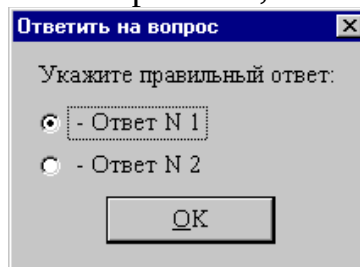 Ответить на вопрос
Укажите правильный ответ:
- Ответ N 1
- Ответ N 2
OK